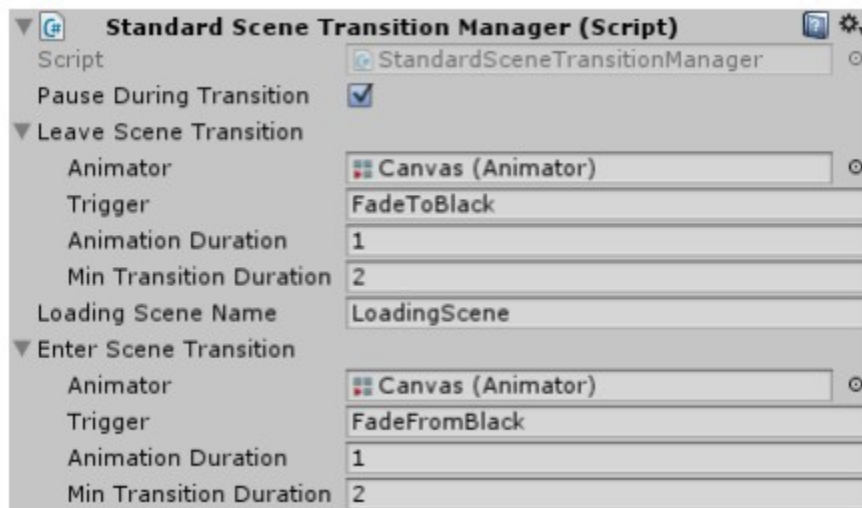 Standard Scene Transition Manager (Script)
Script StandardSceneTransitionManager
Pause During Transition
Leave Scene Transition
Animator Canvas (Animator)
Trigger FadeToBlack
Animation Duration 1
Min Transition Duration 2
Loading Scene Name LoadingScene
Enter Scene Transition
Animator Canvas (Animator)
Trigger FadeFromBlack
Animation Duration 1
Min Transition Duration 2